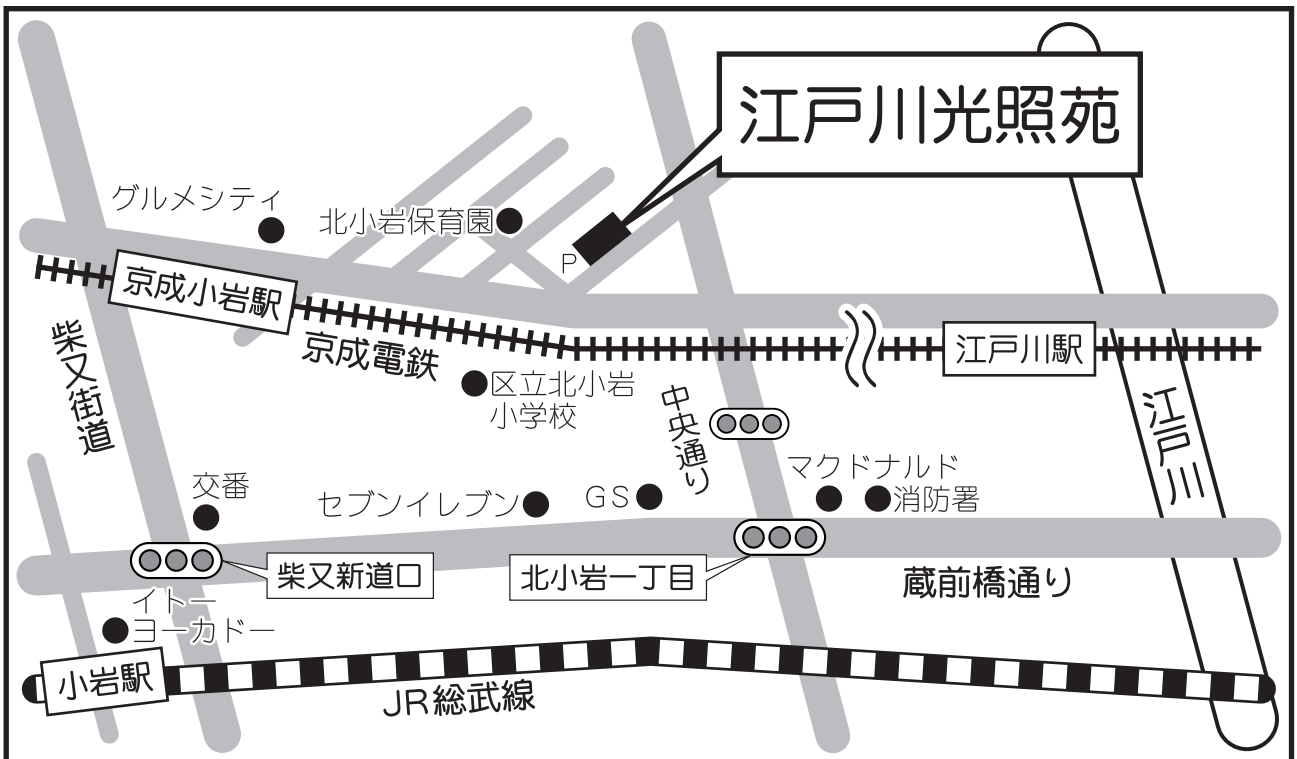 江戸川光照苑
グルメシティ
北小岩保育園
P
京成小岩駅
京成電鉄
江戸川駅
柴又街道
区立北小岩
小学校
中央通り
江戸川
交番
セブンイレブン
GS
マクドナルド
消防署
柴又新道口
北小岩一丁目
蔵前橋通り
イトー
ヨーカドー
小岩駅
JR総武線